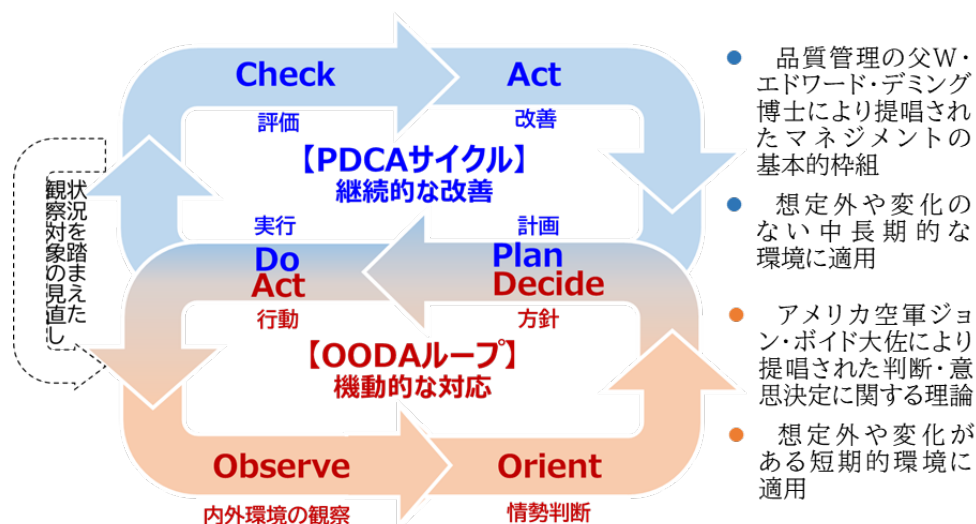 Check
Act
評価
改善
【PDCAサイクル】
継続的な改善
実行
計画
Do
Plan
Act
Decide
行動
方針
【OODAループ】
機動的な対応
Observe
Orient
内外環境の観察
情勢判断
状況を踏まえた
観察対象の見直し
● 品質管理の父W・
エドワード・デミング
博士により提唱され
たマネジメントの
基本的枠組
● 想定外や変化の
ない中長期的な
環境に適用
● アメリカ空軍ジョ
ン・ボイド大佐により
提唱された判断・意
思決定に関する理論
● 想定外や変化が
ある短期的環境に
適用